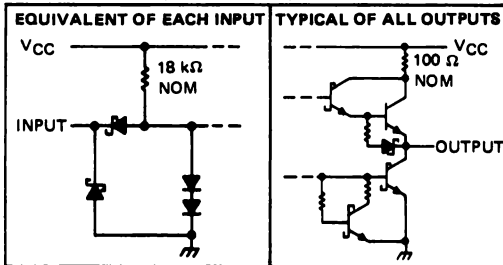 EQUIVALENT OF EACH INPUT
VCC
18 kΩ
NOM
INPUT
TYPICAL OF ALL OUTPUTS
VCC
100 Ω
NOM
OUTPUT